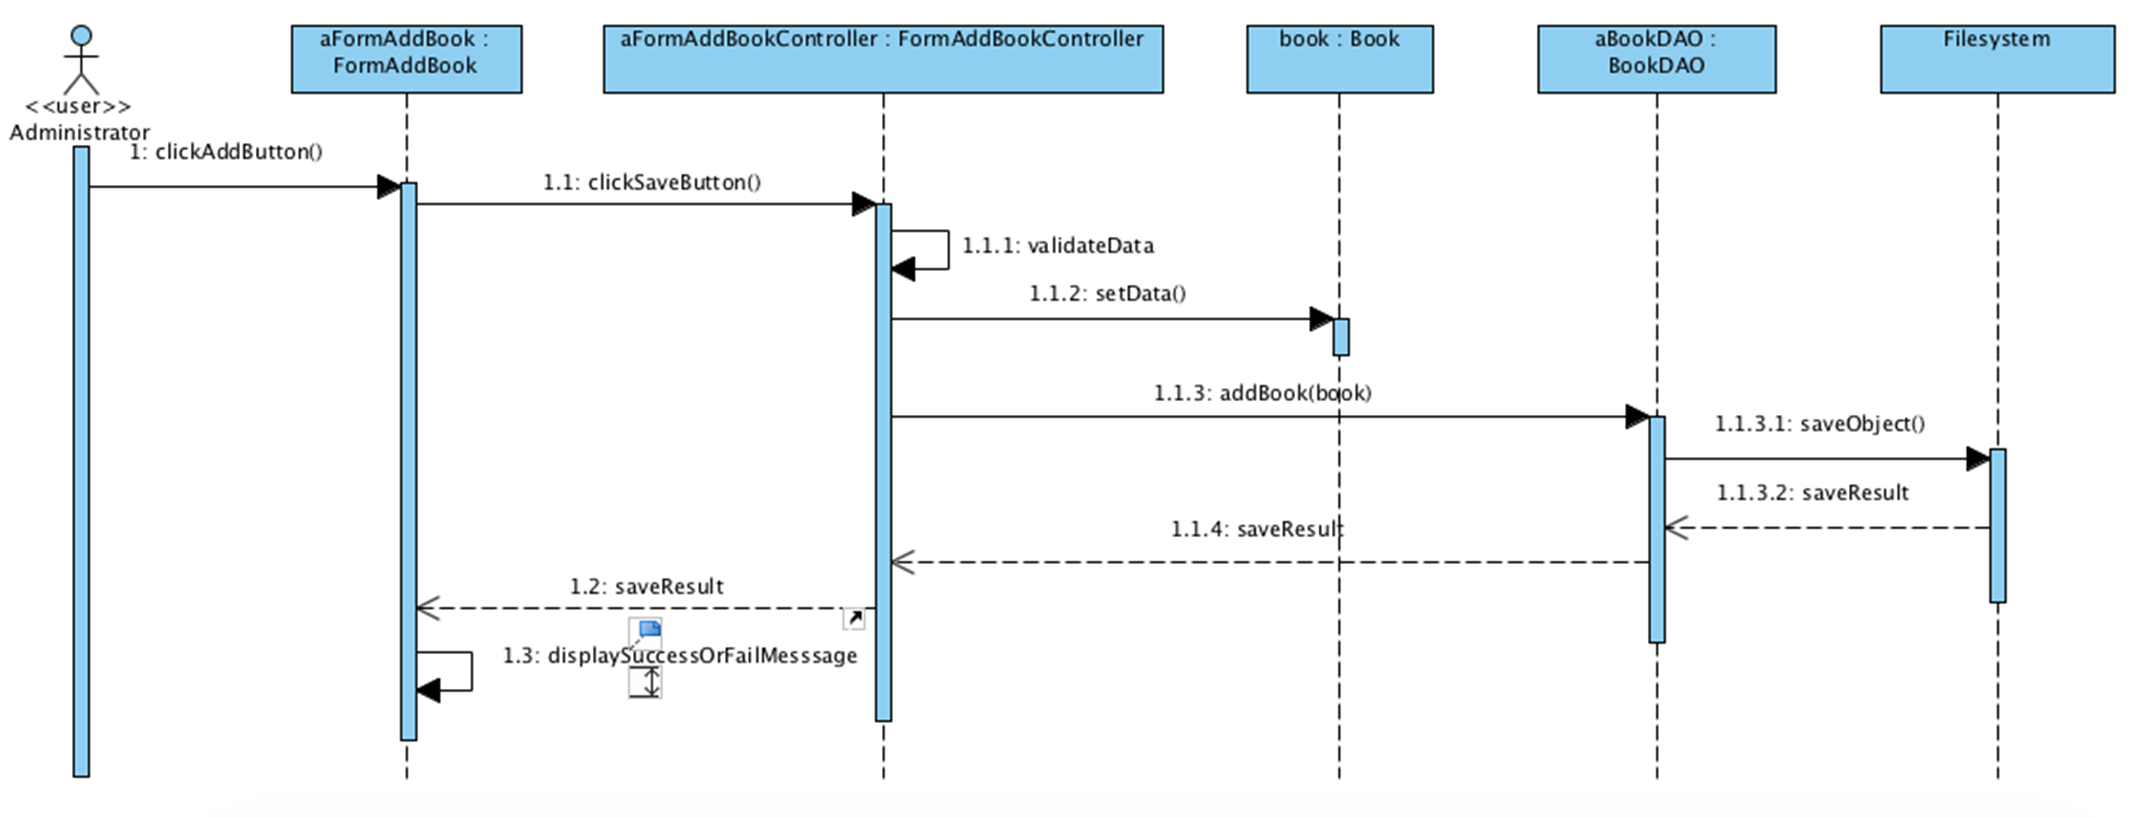 aFormAddBook :
FormAddBook
aFormAddBookController : FormAddBookController
book : Book
aBookDAO :
BookDAO
Filesystem
<<user>>
Administrator
1: clickAddButton()
1.1: clickSaveButton()
1.1.1: validateData
1.1.2: setData()
1.1.3: addBook(book)
1.1.3.1: saveObject()
1.1.3.2: saveResult
1.1.4: saveResult
1.2: saveResult
1.3: displaySuccessOrFailMesssage